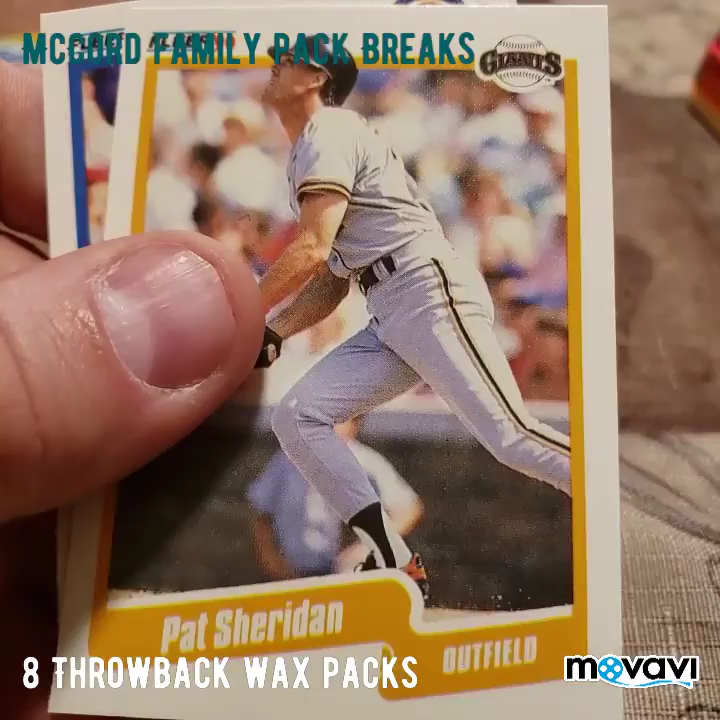 McCord Family Pack Breaks
GIANTS
Pat Sheridan
OUTFIELD
8 Throwback Wax Packs
movavi